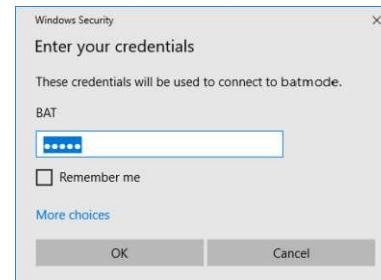 Windows Security
Enter your credentials
These credentials will be used to connect to batmode.
BAT
•••••
Remember me
More choices
OK Cancel